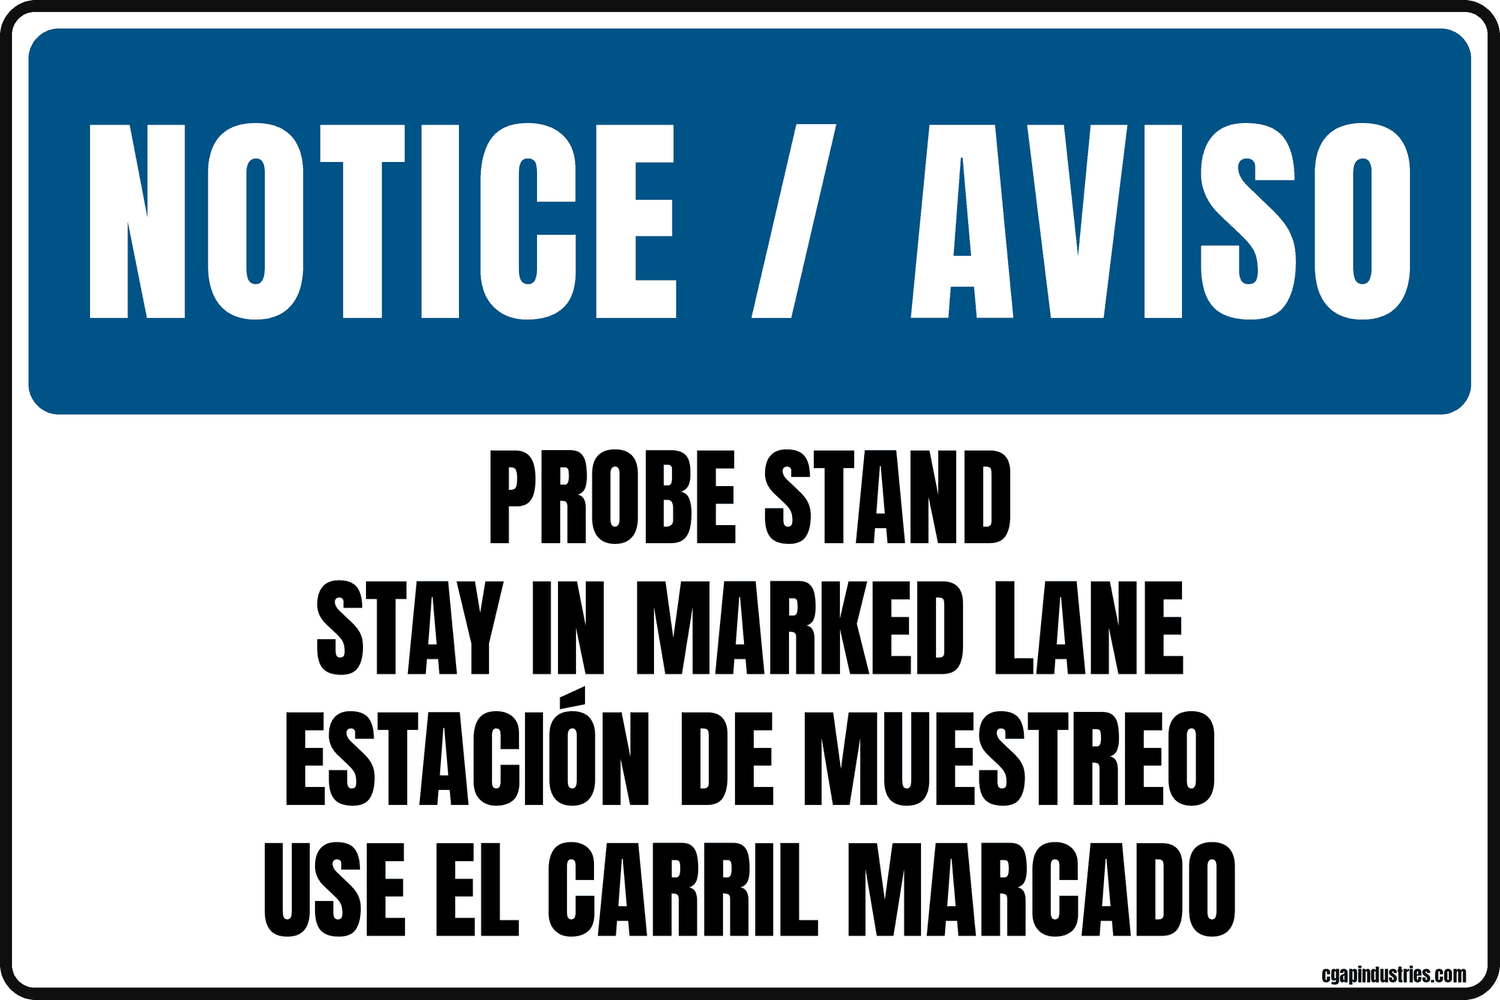 NOTICE / AVISO
PROBE STAND
STAY IN MARKED LANE
ESTACIÓN DE MUESTREO
USE EL CARRIL MARCADO
cgapindustries.com